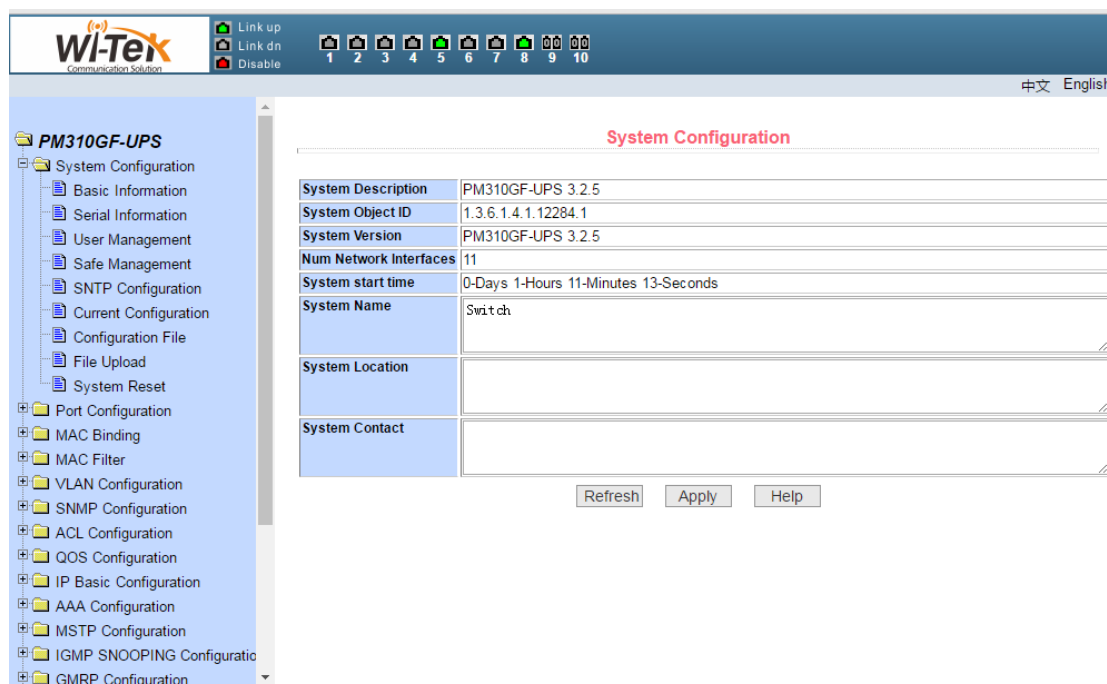 Wi-Tek
Communication Solution
Link up
Link dn
Disable
1 2 3 4 5 6 7 8 9 10
中文 English
PM310GF-UPS
System Configuration
Basic Information
Serial Information
User Management
Safe Management
SNTP Configuration
Current Configuration
Configuration File
File Upload
System Reset
Port Configuration
MAC Binding
MAC Filter
VLAN Configuration
SNMP Configuration
ACL Configuration
QOS Configuration
IP Basic Configuration
AAA Configuration
MSTP Configuration
IGMP SNOOPING Configuratio
GMRP Configuration
System Configuration
System Description PM310GF-UPS 3.2.5
System Object ID 1.3.6.1.4.1.12284.1
System Version PM310GF-UPS 3.2.5
Num Network Interfaces 11
System start time 0-Days 1-Hours 11-Minutes 13-Seconds
System Name Switch
System Location
System Contact
Refresh Apply Help